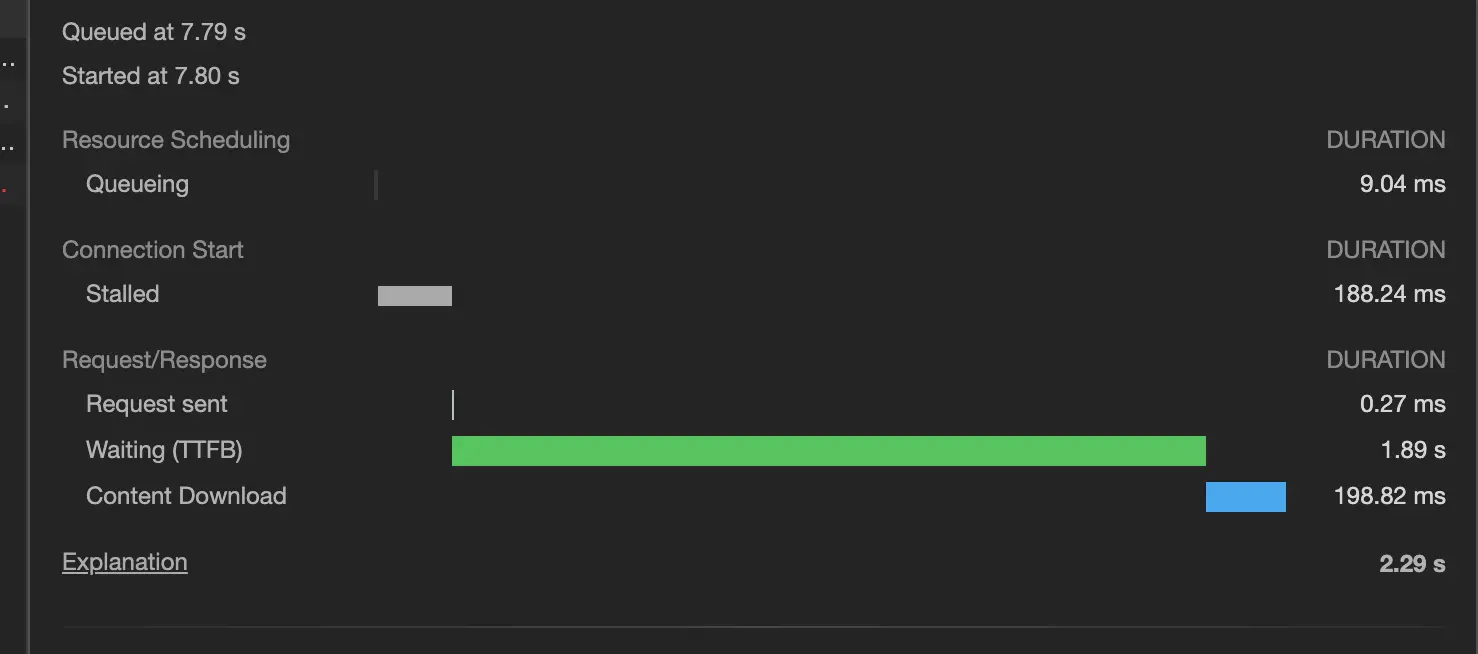 Queued at 7.79 s
Started at 7.80 s
Resource Scheduling DURATION
Queueing 9.04 ms
Connection Start DURATION
Stalled 188.24 ms
Request/Response DURATION
Request sent 0.27 ms
Waiting (TTFB) 1.89 s
Content Download 198.82 ms
Explanation 2.29 s